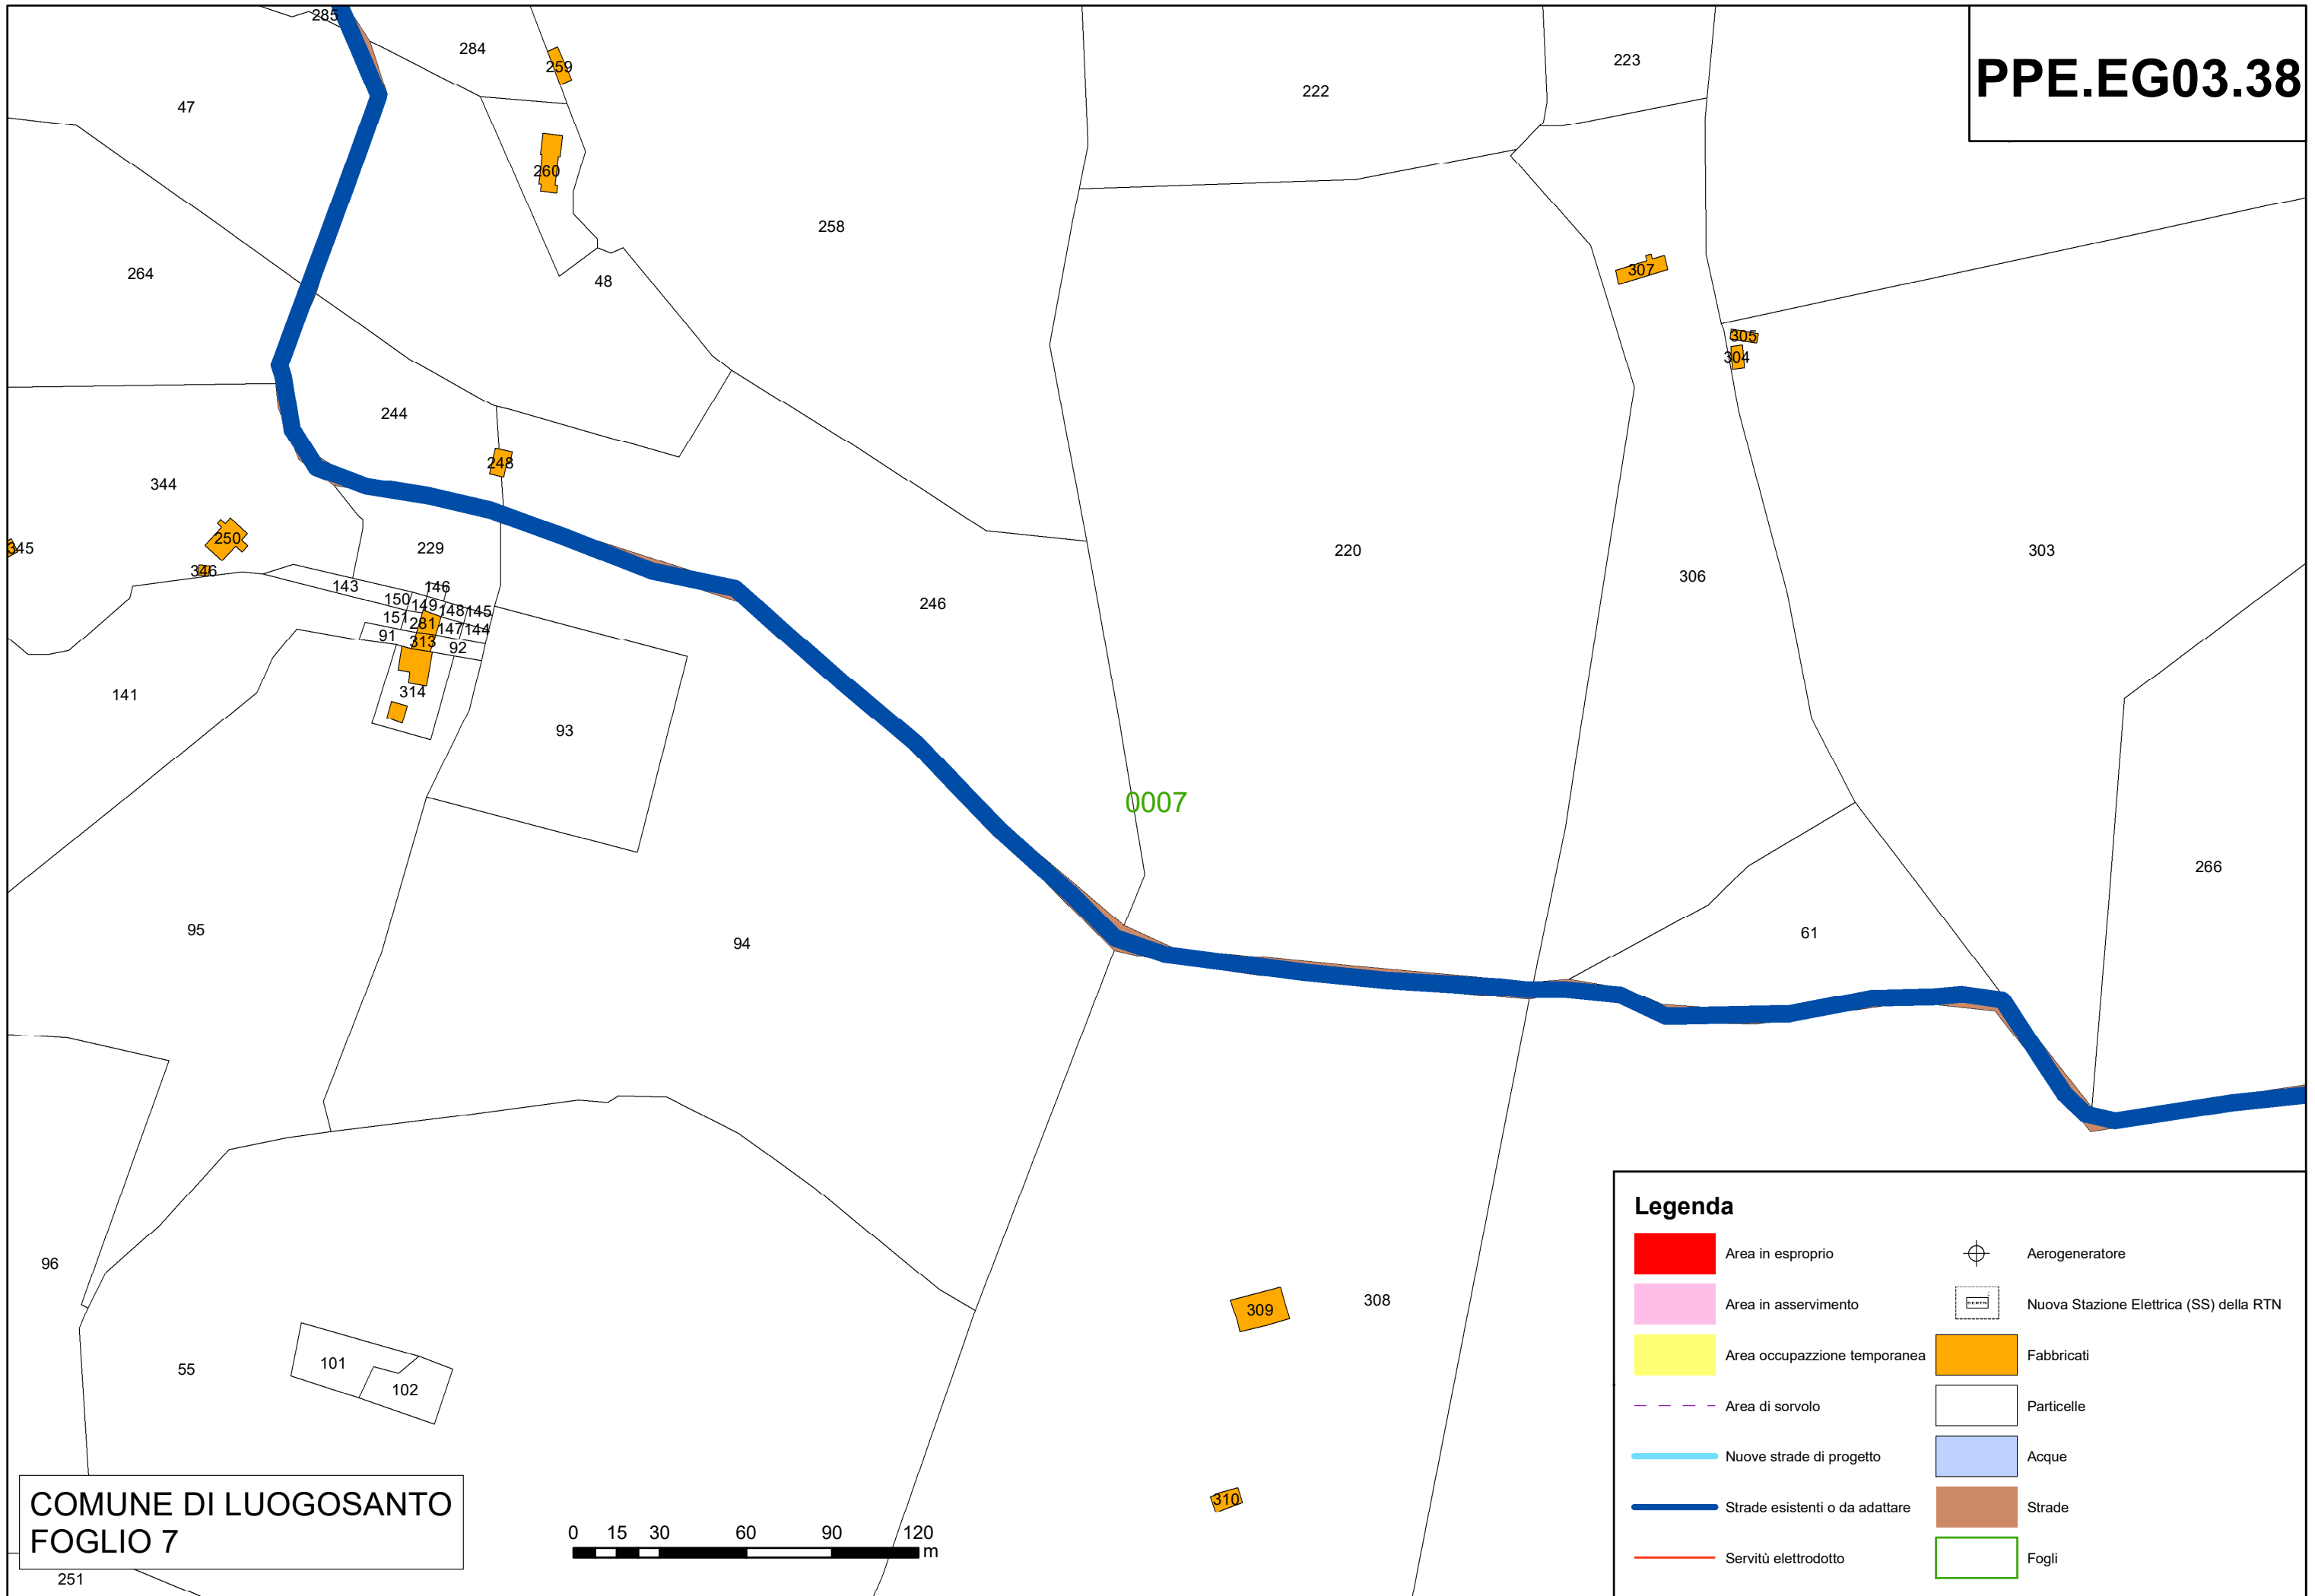 PPE.EG03.38
285
284
259
47
222
223
260
258
264
48
307
305
304
244
248
344
250
345
346
229
143
146
150
149
148
145
151
281
147
144
91
313
92
314
141
93
246
220
306
303
0007
266
95
94
61
96
55
101
102
309
308
310
251
COMUNE DI LUOGOSANTO
FOGLIO 7
0 15 30 60 90 120
m
Legenda
Area in esproprio
Area in asservimento
Area occupazzione temporanea
Area di sorvolo
Nuove strade di progetto
Strade esistenti o da adattare
Servitù elettrodotto
Aerogeneratore
Nuova Stazione Elettrica (SS) della RTN
Fabbricati
Particelle
Acque
Strade
Fogli